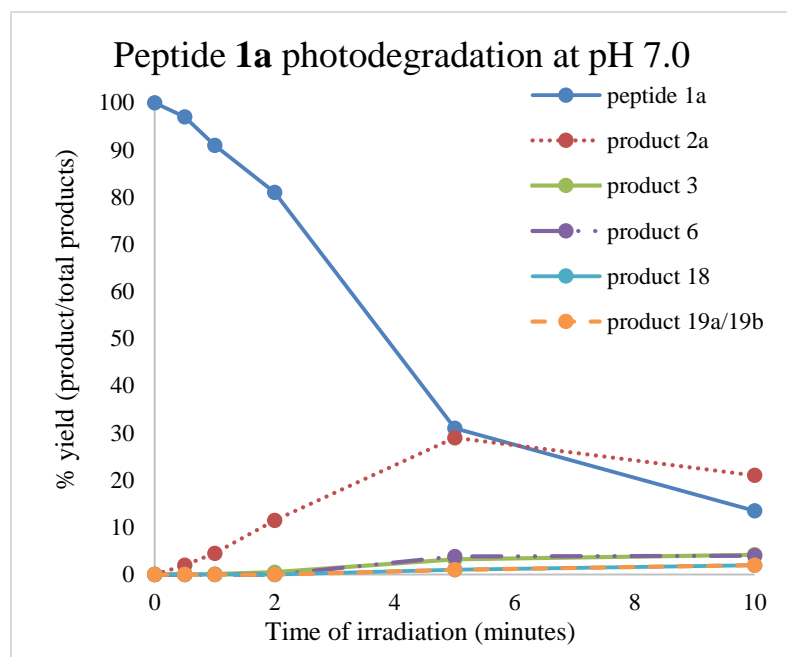 Peptide 1a photodegradation at pH 7.0
% yield (product/total products)
100
90
80
70
60
50
40
30
20
10
0
peptide 1a
product 2a
product 3
product 6
product 18
product 19a/19b
0
2
4
6
8
10
Time of irradiation (minutes)